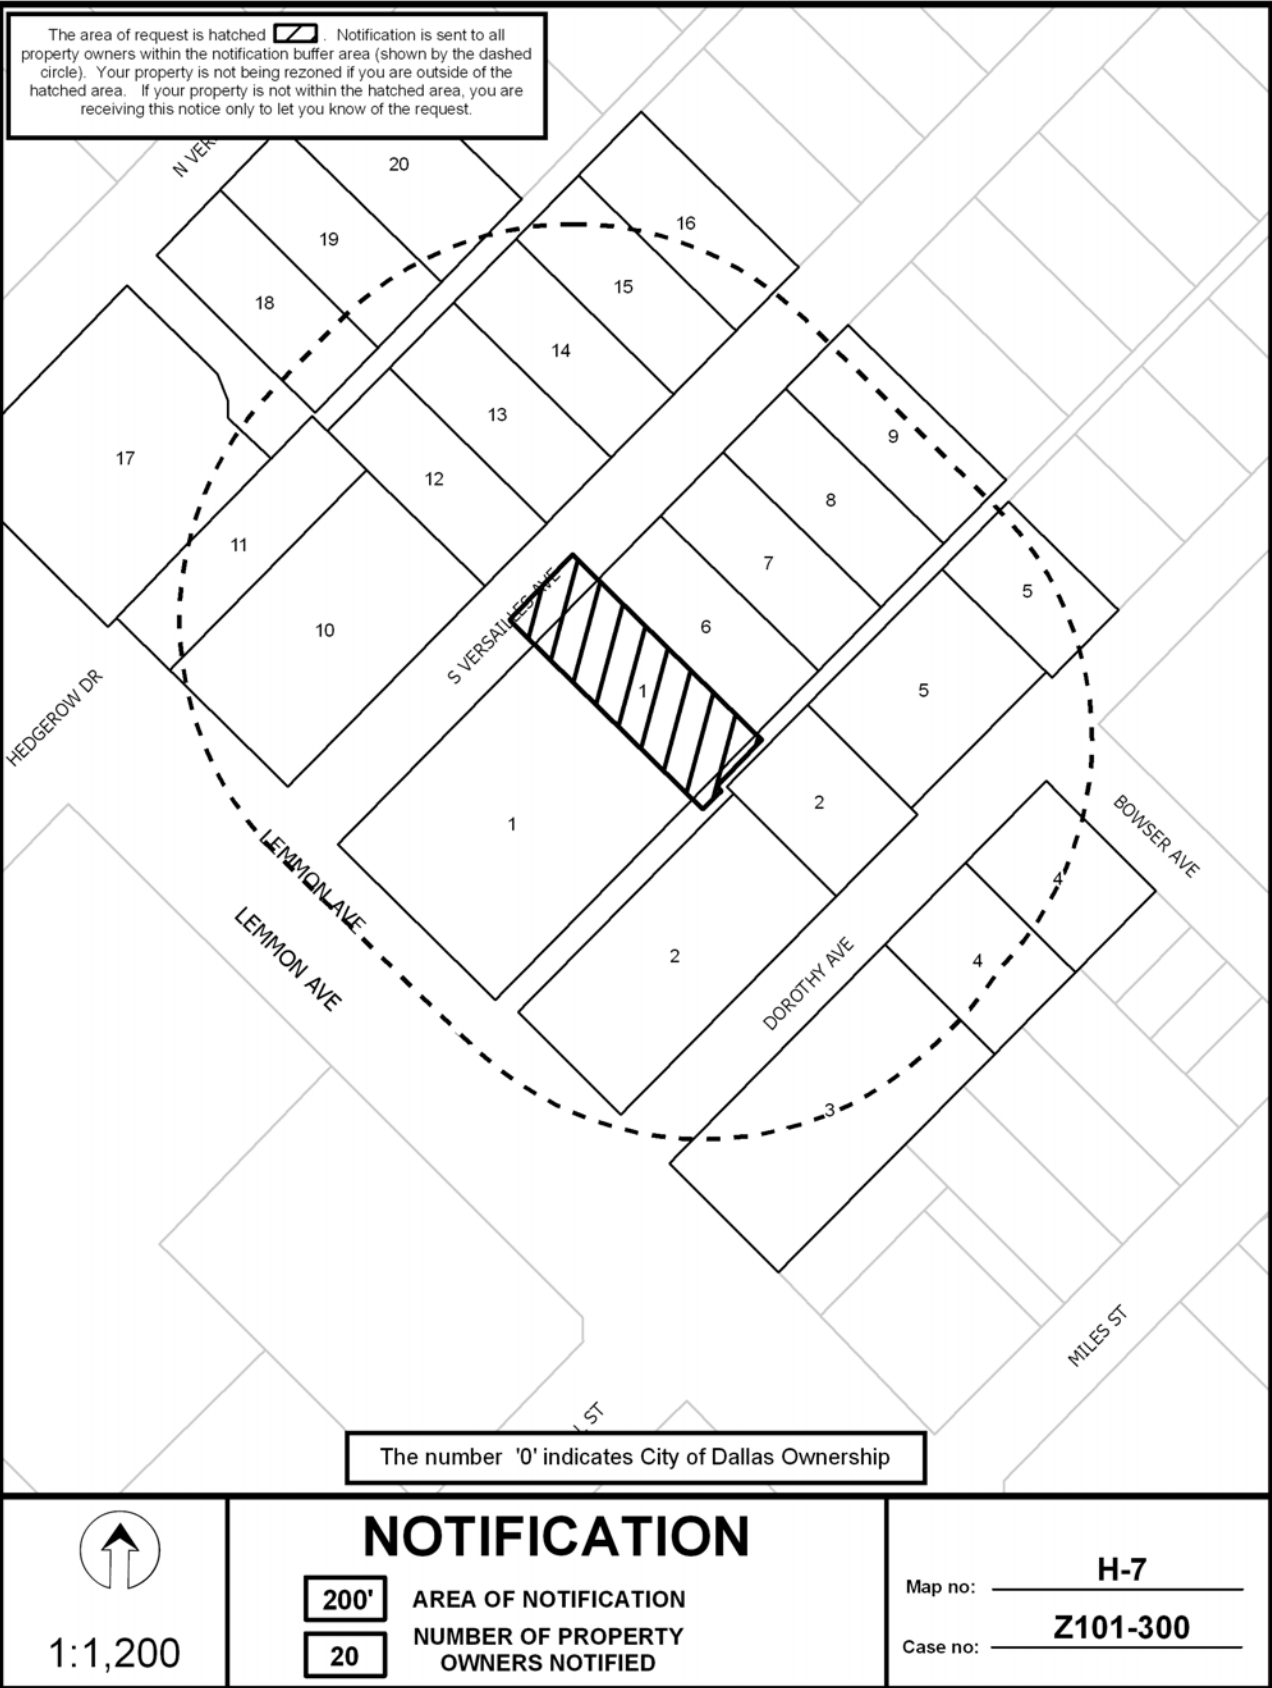 The area of request is hatched . Notification is sent to all
property owners within the notification buffer area (shown by the dashed
circle). Your property is not being rezoned if you are outside of the
hatched area. If your property is not within the hatched area, you are
receiving this notice only to let you know of the request.
N VER
20
19
18
16
15
14
13
12
17
11
10
9
8
7
6
5
5
S VERSAILLES AVE
1
1
2
2
HEDGEROW DR
LEMMON AVE
LEMMON AVE
DOROTHY AVE
BOWSER AVE
4
4
3
MILES ST
ST
The number '0' indicates City of Dallas Ownership
1:1,200
NOTIFICATION
200' AREA OF NOTIFICATION
20 NUMBER OF PROPERTY
OWNERS NOTIFIED
Map no: H-7
Case no: Z101-300